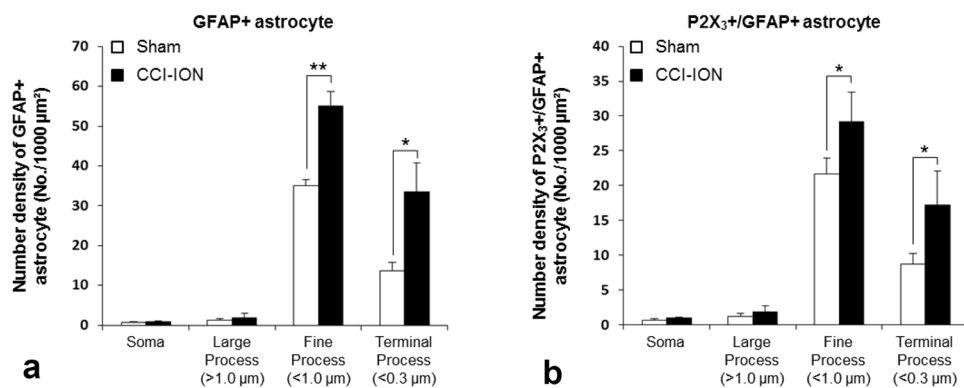 GFAP+ astrocyte
Number density of GFAP+
astrocyte (No./1000 µm²)
70
60
50
40
30
20
10
0
Sham
CCI-ION
**
*
Soma
Large
Process
(>1.0 µm)
Fine
Process
(<1.0 µm)
Terminal
Process
(<0.3 µm)
a
P2X₃+/GFAP+ astrocyte
Number density of P2X₃+/GFAP+
astrocyte (No./1000 µm²)
40
35
30
25
20
15
10
5
0
Sham
CCI-ION
*
*
Soma
Large
Process
(>1.0 µm)
Fine
Process
(<1.0 µm)
Terminal
Process
(<0.3 µm)
b